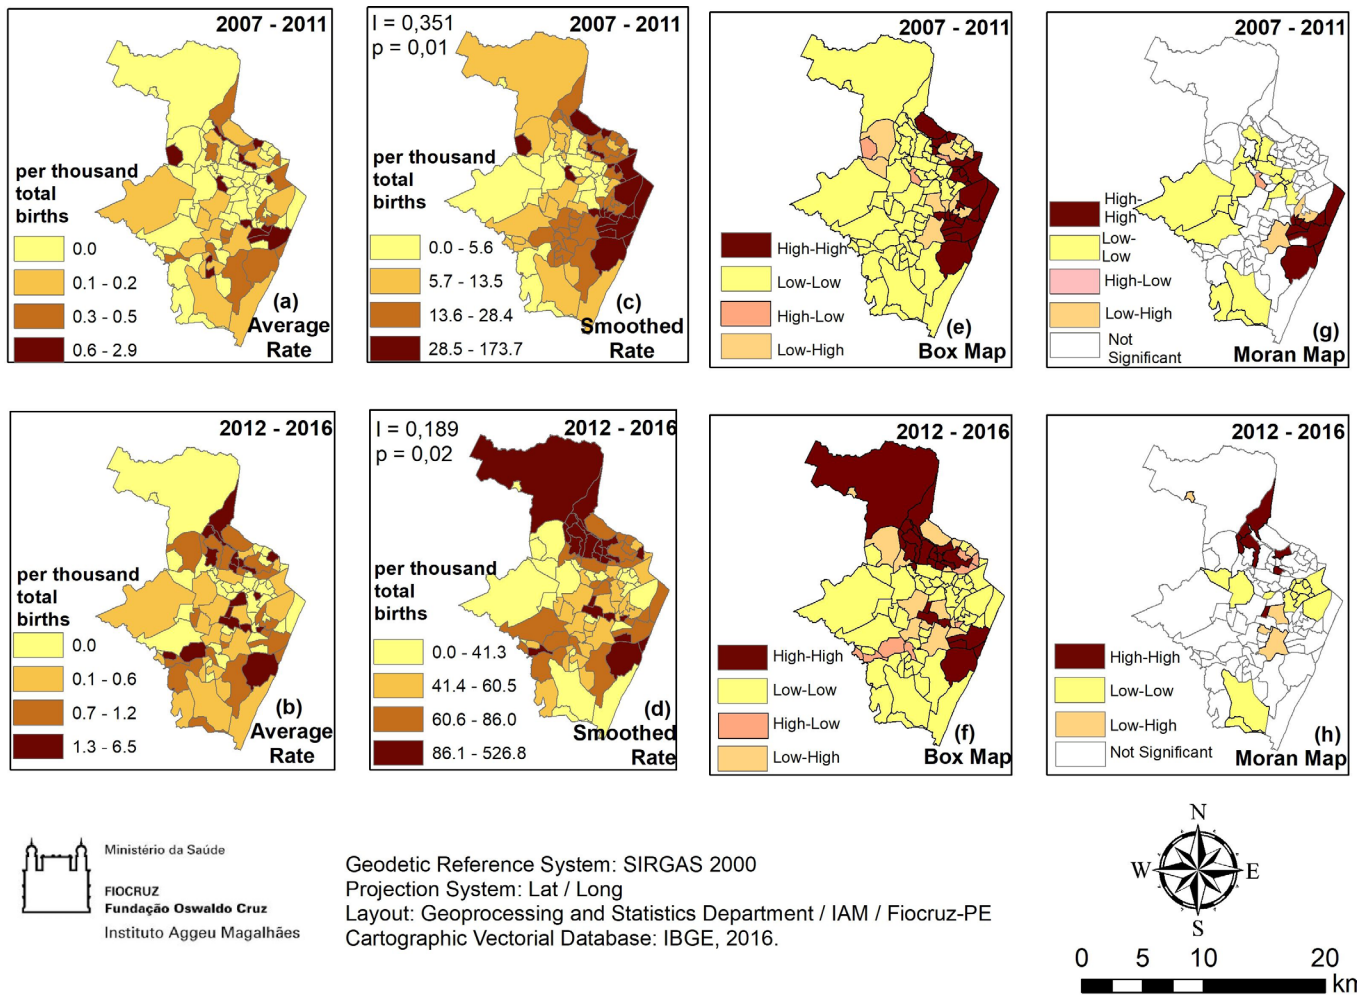 2007 - 2011
per thousand
total
births
0.0
0.1 - 0.2
0.3 - 0.5
0.6 - 2.9
(a)
Average
Rate
2007 - 2011
I = 0,351
p = 0,01
per thousand
total
births
0.0 - 5.6
5.7 - 13.5
13.6 - 28.4
28.5 - 173.7
(c)
Smoothed
Rate
2007 - 2011
High-High
Low-Low
High-Low
Low-High
(e)
Box Map
2007 - 2011
High-
High
Low-
Low
High-Low
Low-High
Not
Significant
(g)
Moran Map
2012 - 2016
per thousand
total
births
0.0
0.1 - 0.6
0.7 - 1.2
1.3 - 6.5
(b)
Average
Rate
2012 - 2016
I = 0,189
p = 0,02
per thousand
total
births
0.0 - 41.3
41.4 - 60.5
60.6 - 86.0
86.1 - 526.8
(d)
Smoothed
Rate
2012 - 2016
High-High
Low-Low
High-Low
Low-High
(f)
Box Map
2012 - 2016
High-High
Low-Low
Low-High
Not Significant
(h)
Moran Map
Ministério da Saúde
FIOCRUZ
Fundação Oswaldo Cruz
Instituto Aggeu Magalhães
Geodetic Reference System: SIRGAS 2000
Projection System: Lat / Long
Layout: Geoprocessing and Statistics Department / IAM / Fiocruz-PE
Cartographic Vectorial Database: IBGE, 2016.
N
W E
S
0 5 10 20
km